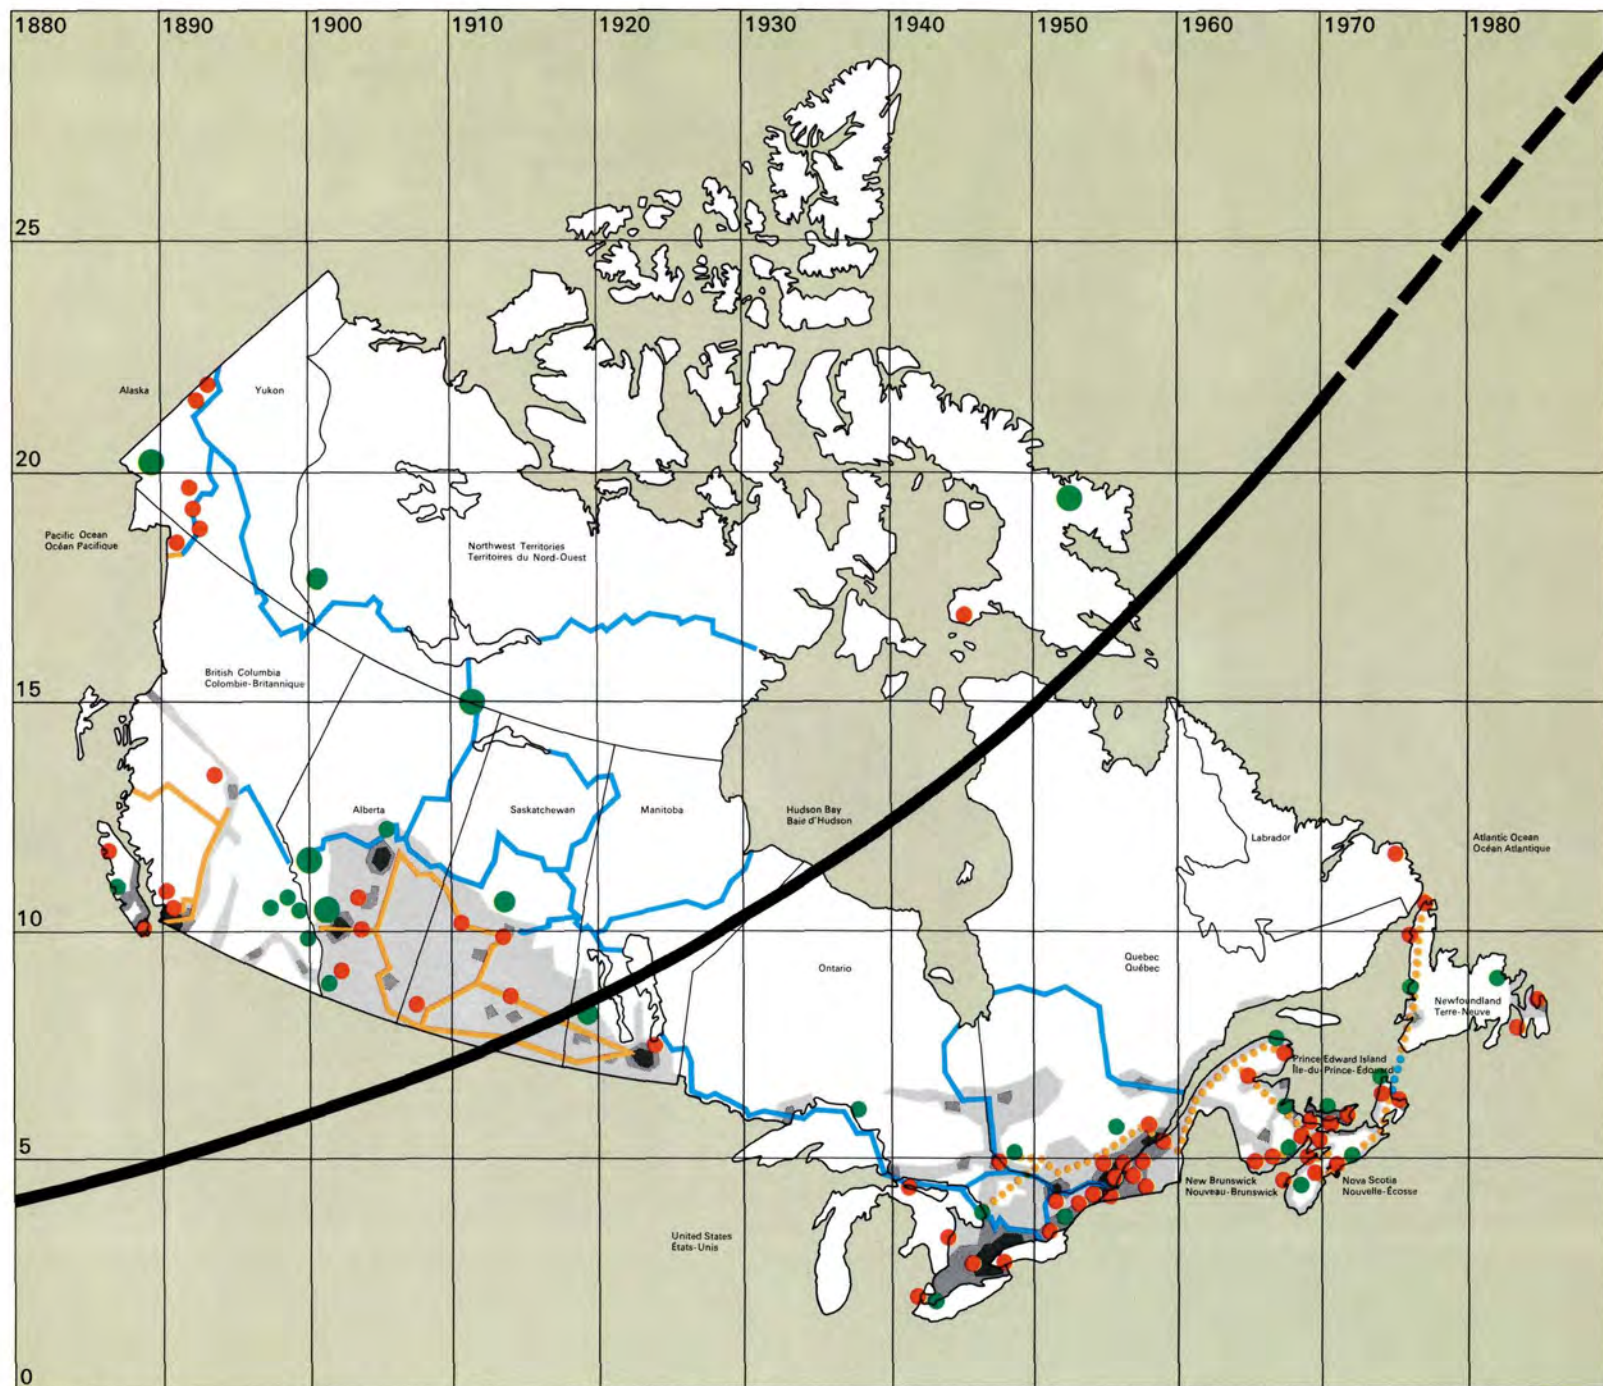 1880 1890 1900 1910 1920 1930 1940 1950 1960 1970 1980
25
Alaska
Yukon
20
Pacific Ocean
Océan Pacifique
Northwest Territories
Territoires du Nord-Ouest
British Columbia
Colombie-Britannique
15
Alberta
Saskatchewan
Manitoba
Hudson Bay
Baie d'Hudson
Labrador
Atlantic Ocean
Océan Atlantique
10
Ontario
Quebec
Québec
Newfoundland
Terre-Neuve
Prince Edward Island
Île-du-Prince-Édouard
5
New Brunswick
Nouveau-Brunswick
Nova Scotia
Nouvelle-Écosse
United States
États-Unis
0